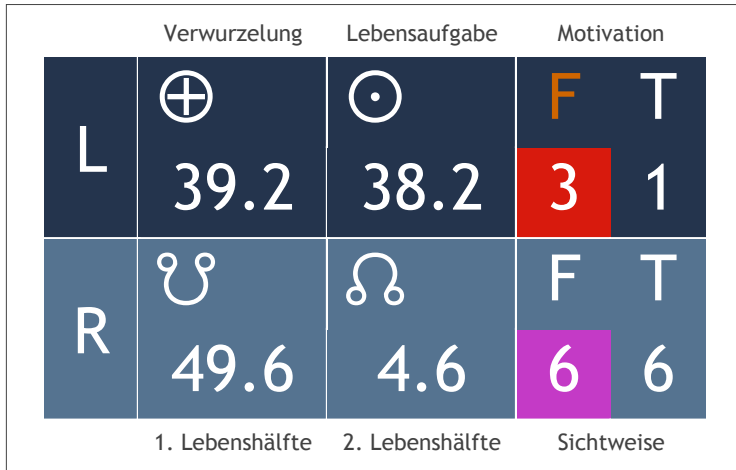 Verwurzelung Lebensaufgabe Motivation
L ⊕ ☉ F T
39.2 38.2 3 1
R ☋ ☊ F T
49.6 4.6 6 6
1. Lebenshälfte 2. Lebenshälfte Sichtweise